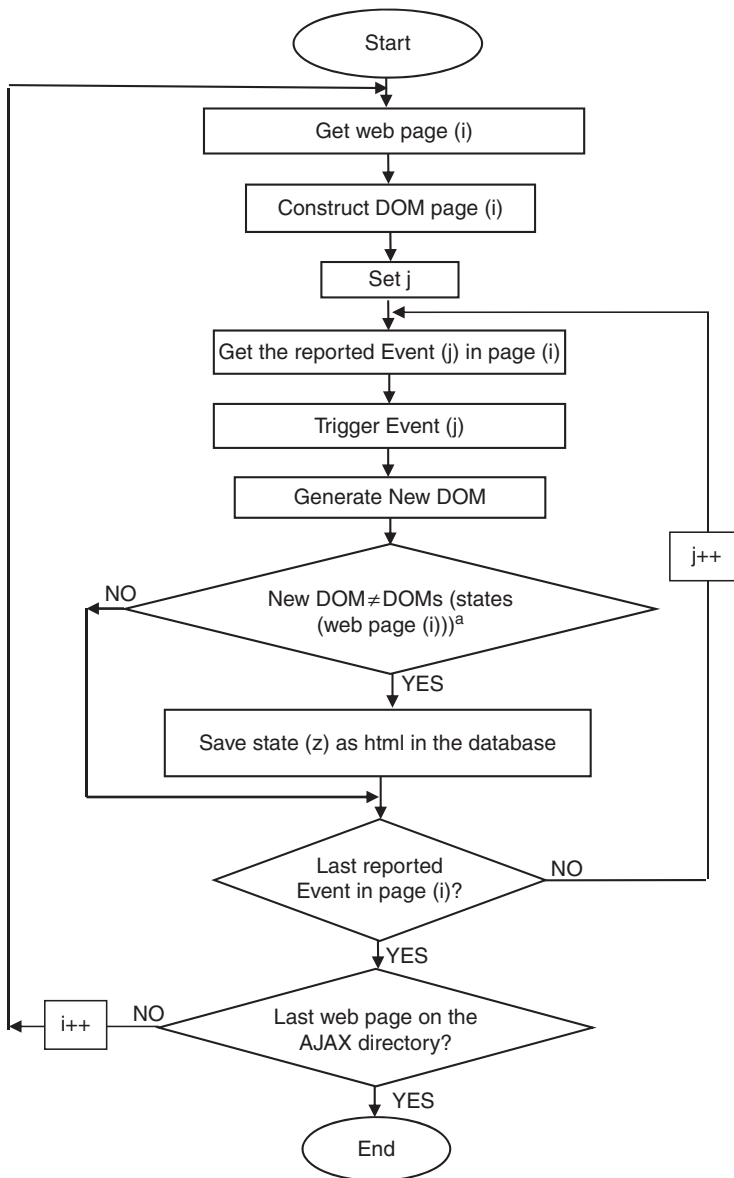 Start
Get web page (i)
Construct DOM page (i)
Set j
Get the reported Event (j) in page (i)
Trigger Event (j)
Generate New DOM
j++
NO
New DOM≠DOMs (states
(web page (i)))ᵃ
YES
Save state (z) as html in the database
Last reported
Event in page (i)?
NO
YES
i++
NO
Last web page on the
AJAX directory?
YES
End